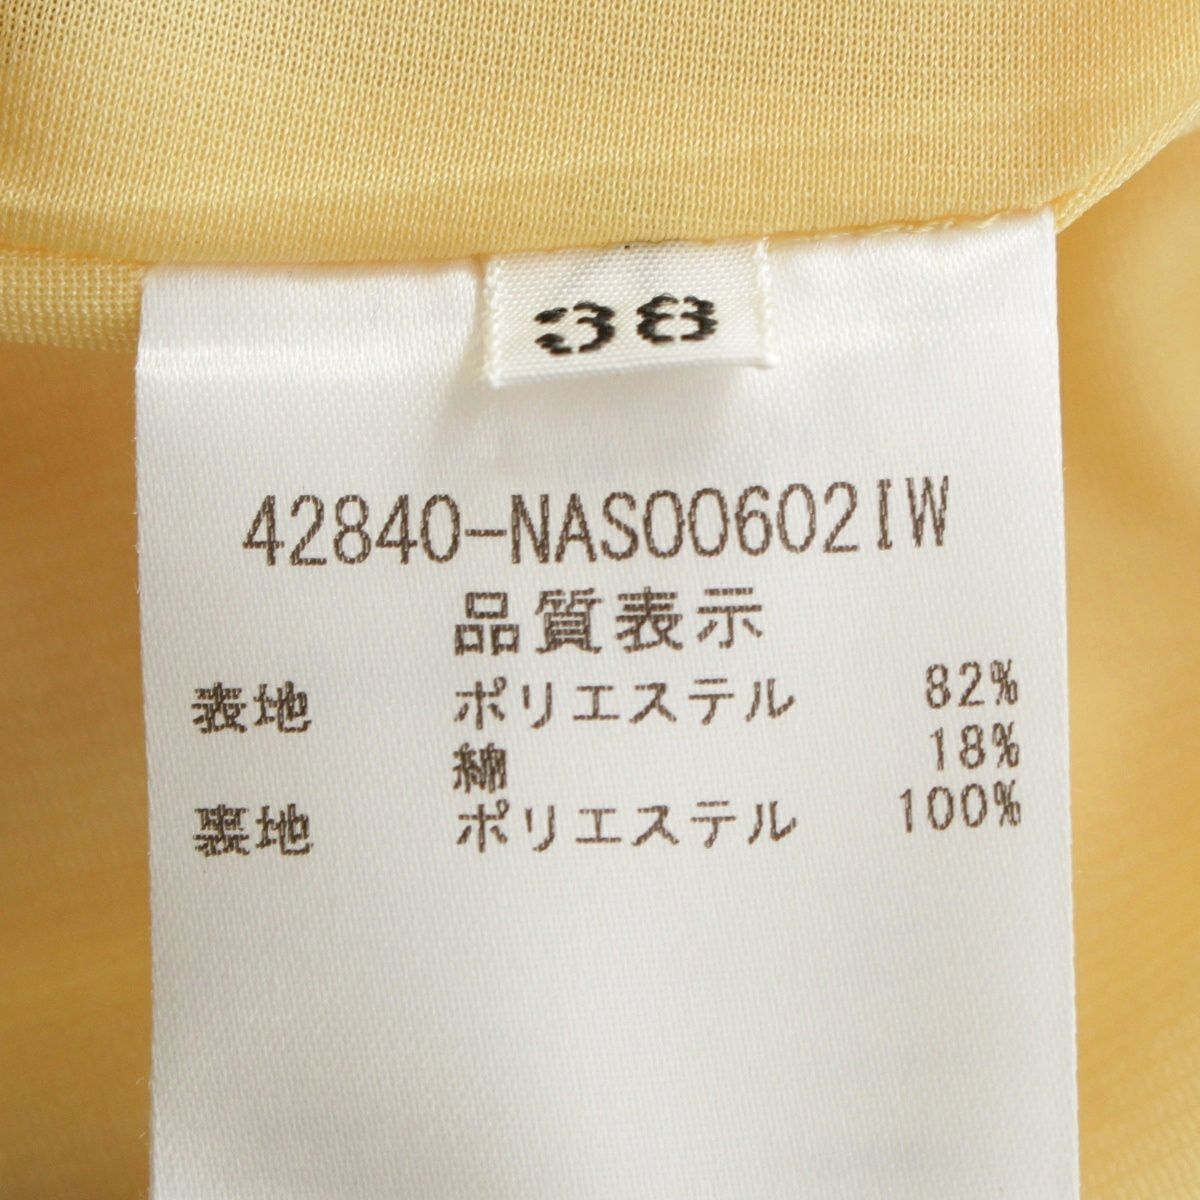 38
42840-NAS00602IW
品質表示
表地 ポリエステル 82%
綿 18%
裏地 ポリエステル 100%